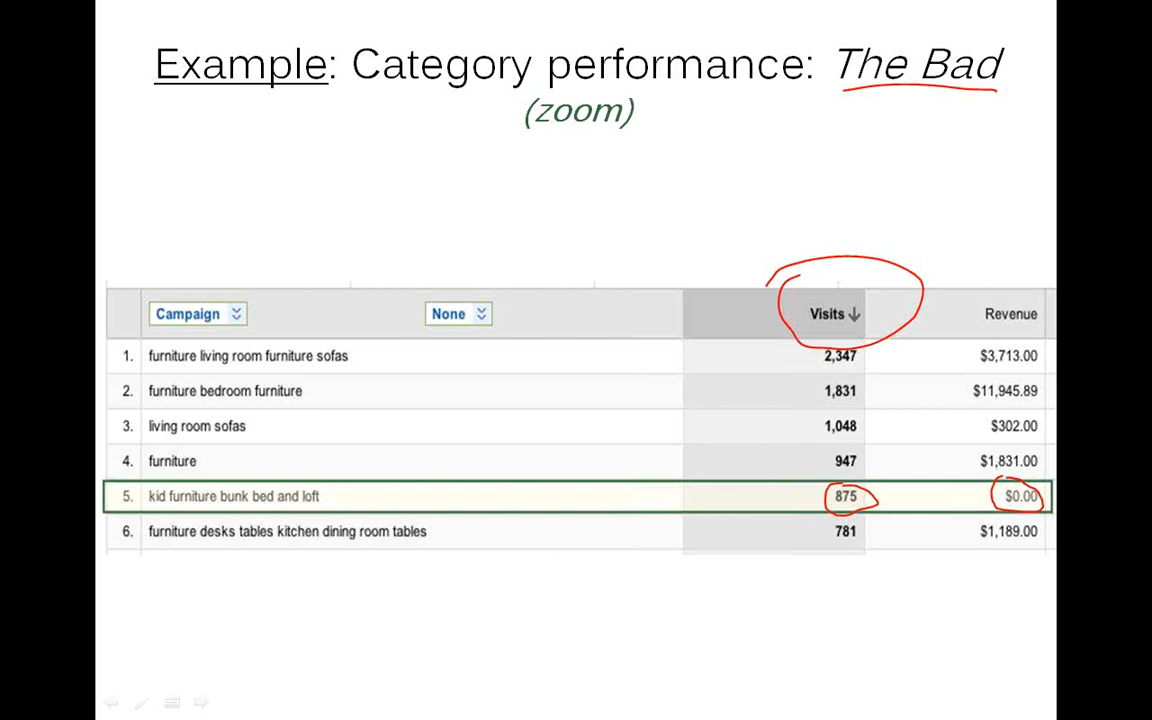 Example: Category performance: The Bad
(zoom)
Campaign None Visits Revenue
1. furniture living room furniture sofas 2,347 $3,713.00
2. furniture bedroom furniture 1,831 $11,945.89
3. living room sofas 1,048 $302.00
4. furniture 947 $1,831.00
5. kid furniture bunk bed and loft 875 $0.00
6. furniture desks tables kitchen dining room tables 781 $1,189.00